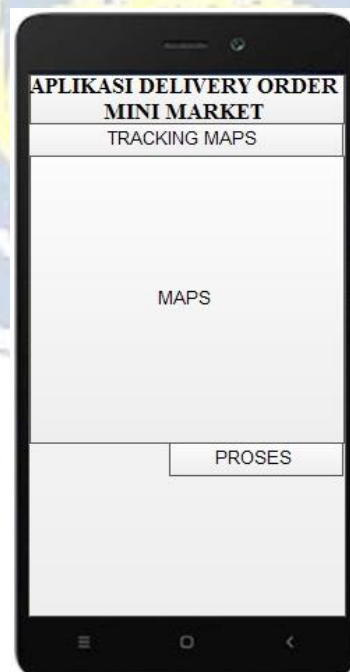 APLIKASI DELIVERY ORDER
MINI MARKET
TRACKING MAPS
MAPS
PROSES